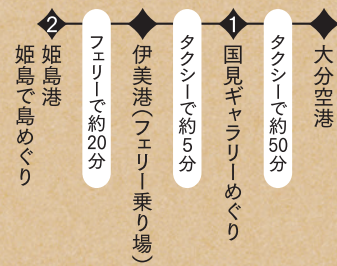 大分空港
タクシーで約50分
1
国見ギャラリーめぐり
タクシーで約5分
伊美港(フェリー乗り場)
フェリーで約20分
2
姫島港
姫島で島めぐり